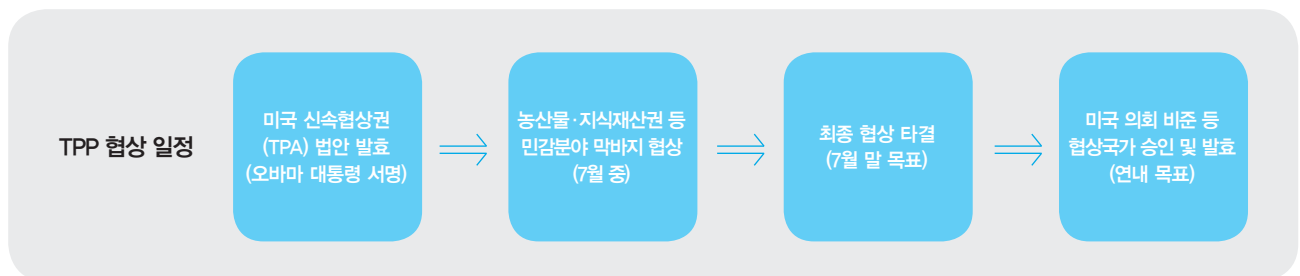 TPP 협상 일정
미국 신속협상권
(TPA) 법안 발효
(오바마 대통령 서명)
농산물·지식재산권 등
민감분야 막바지 협상
(7월 중)
최종 협상 타결
(7월 말 목표)
미국 의회 비준 등
협상국가 승인 및 발효
(연내 목표)